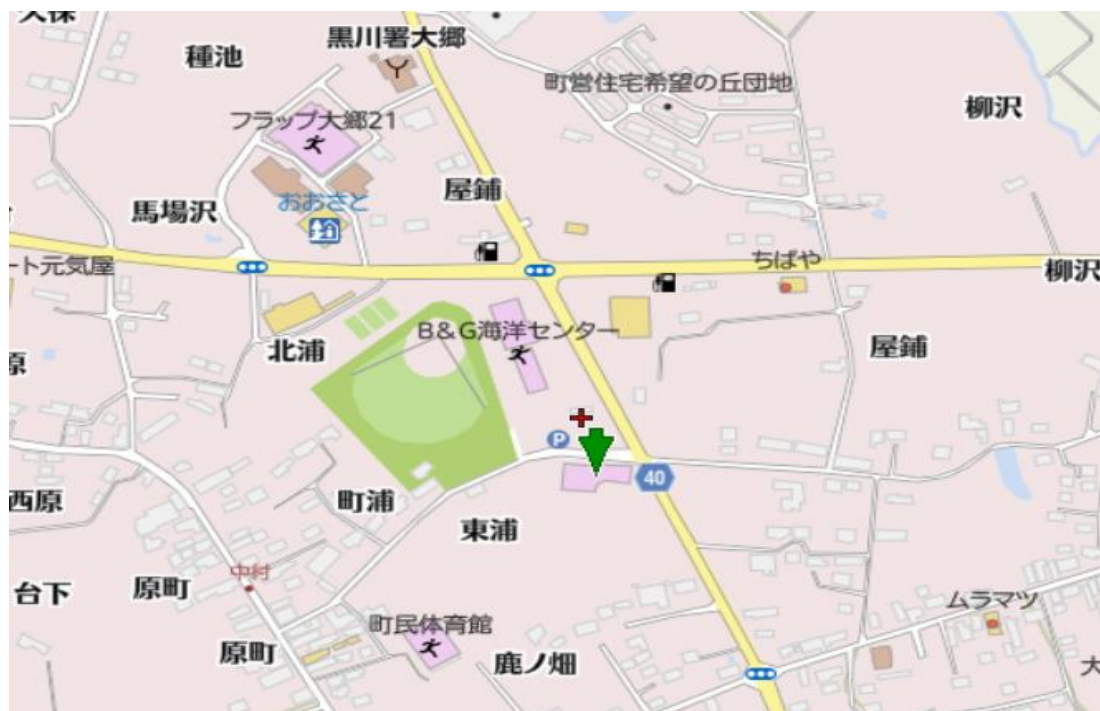 種池
黒川署大郷
町営住宅希望の丘団地
柳沢
フラップ大郷21
屋鋪
おおさと
馬場沢
ート元気屋
ちばや
柳沢
B&G海洋センター
北浦
屋鋪
原
P
40
西原
町浦
東浦
中村
台下
原町
ムラマツ
町民体育館
原町
鹿ノ畑
大